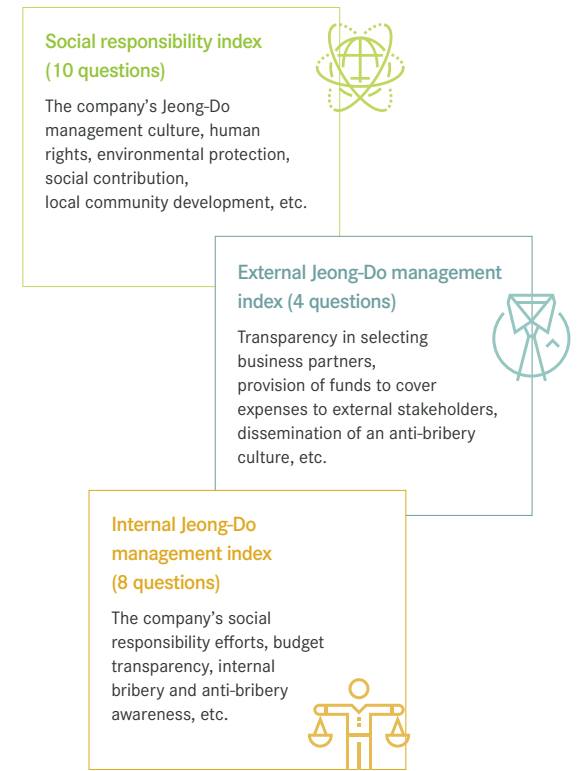 Social responsibility index
(10 questions)
The company's Jeong-Do
management culture, human
rights, environmental protection,
social contribution,
local community development, etc.
External Jeong-Do management
index (4 questions)
Transparency in selecting
business partners,
provision of funds to cover
expenses to external stakeholders,
dissemination of an anti-bribery
culture, etc.
Internal Jeong-Do
management index
(8 questions)
The company's social
responsibility efforts, budget
transparency, internal
bribery and anti-bribery
awareness, etc.